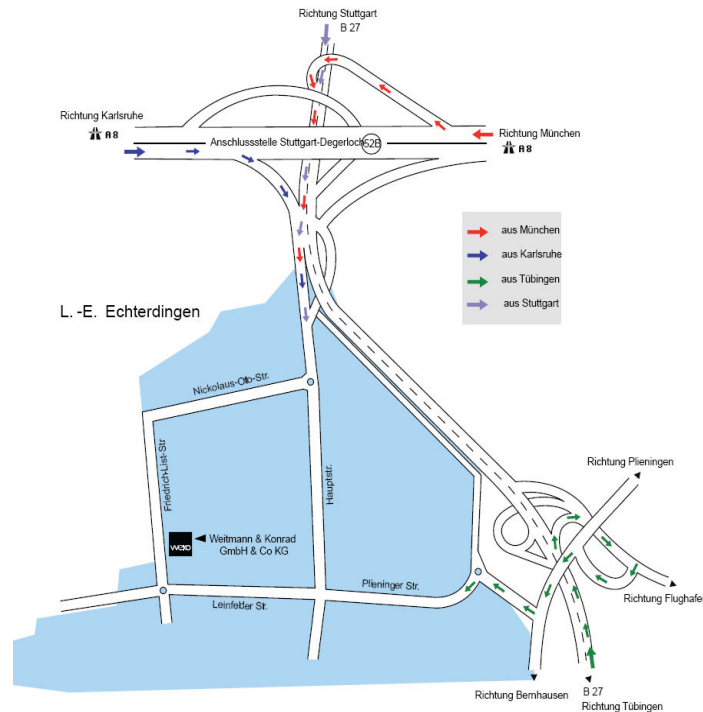 Richtung Stuttgart
B 27
Richtung Karlsruhe
A 8
Anschlussstelle Stuttgart-Degerloch
52B
Richtung München
A 8
aus München
aus Karlsruhe
aus Tübingen
aus Stuttgart
L. -E. Echterdingen
Nickolaus-Otto-Str.
Friedrich-List-Str
Hauptstr.
Richtung Plieningen
weko
Weitmann & Konrad
GmbH & Co KG
Plieninger Str.
Leinfelder Str.
Richtung Flughafen
Richtung Bernhausen
B 27
Richtung Tübingen